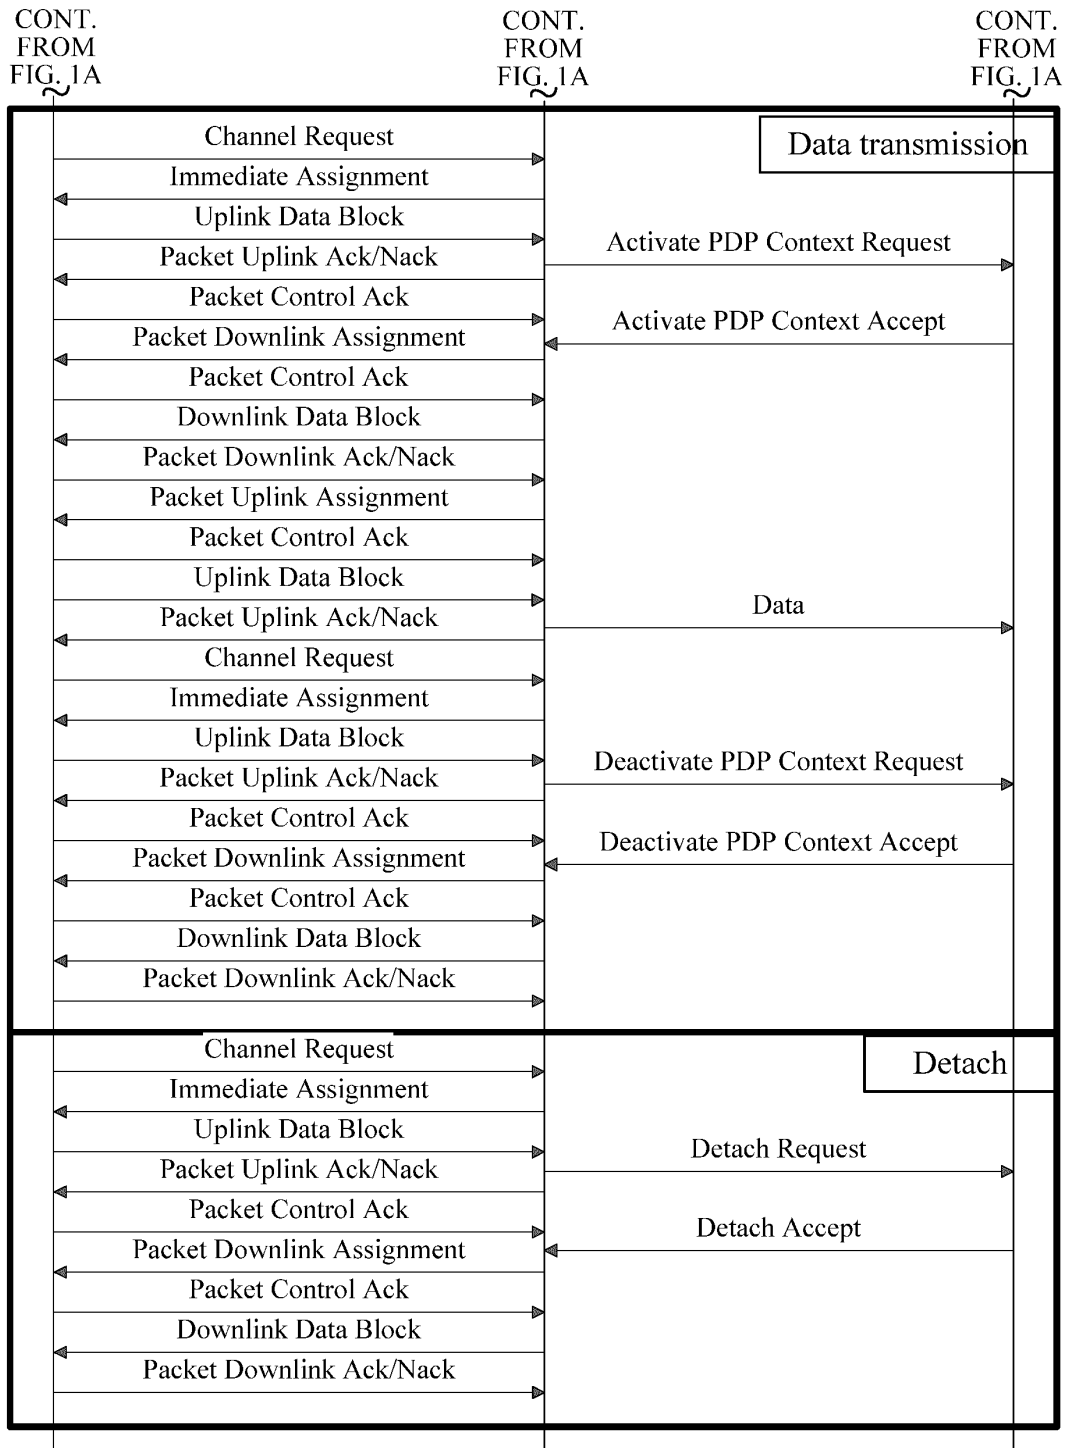 CONT.
FROM
FIG. 1A
CONT.
FROM
FIG. 1A
CONT.
FROM
FIG. 1A
Data transmission
Channel Request
Immediate Assignment
Uplink Data Block
Packet Uplink Ack/Nack
Activate PDP Context Request
Packet Control Ack
Activate PDP Context Accept
Packet Downlink Assignment
Packet Control Ack
Downlink Data Block
Packet Downlink Ack/Nack
Packet Uplink Assignment
Packet Control Ack
Uplink Data Block
Data
Packet Uplink Ack/Nack
Channel Request
Immediate Assignment
Uplink Data Block
Deactivate PDP Context Request
Packet Uplink Ack/Nack
Packet Control Ack
Deactivate PDP Context Accept
Packet Downlink Assignment
Packet Control Ack
Downlink Data Block
Packet Downlink Ack/Nack
Channel Request
Detach
Immediate Assignment
Uplink Data Block
Detach Request
Packet Uplink Ack/Nack
Packet Control Ack
Detach Accept
Packet Downlink Assignment
Packet Control Ack
Downlink Data Block
Packet Downlink Ack/Nack